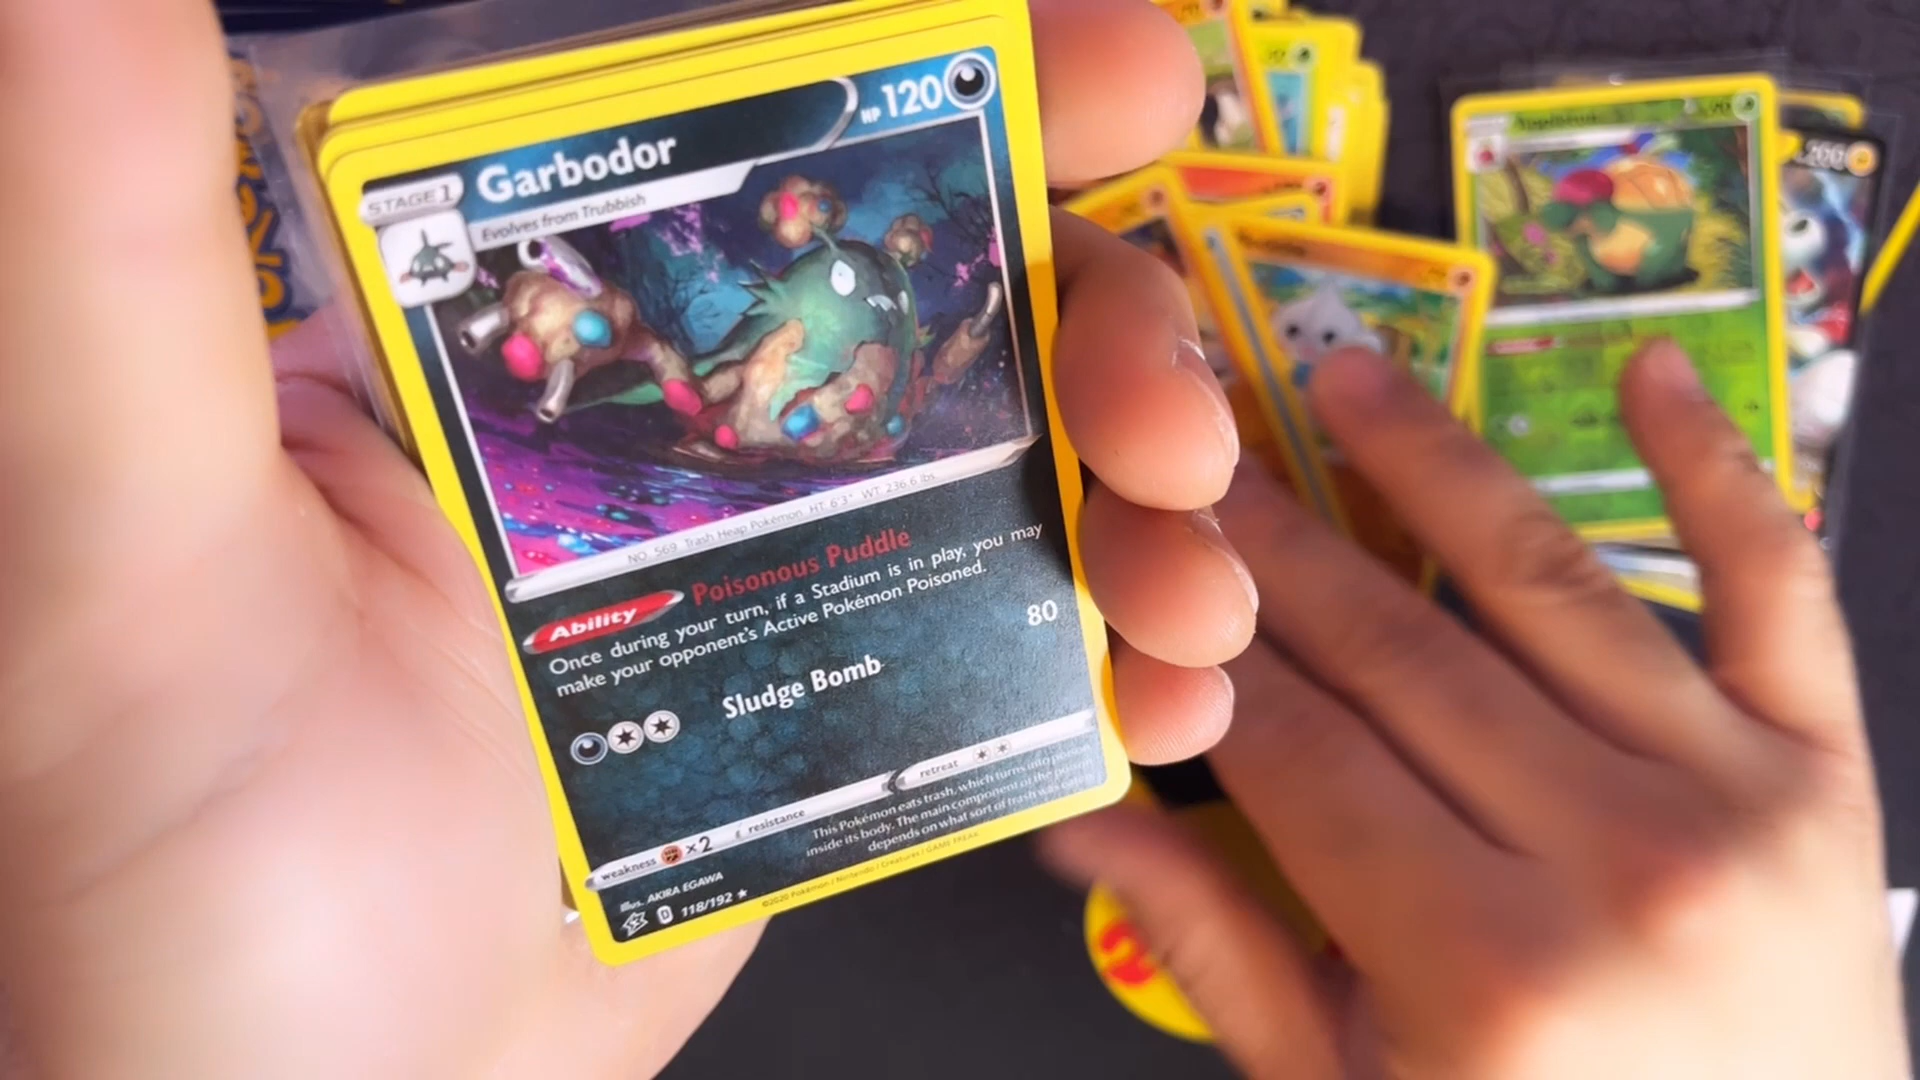 Garbodor
HP 120
STAGE 1
Evolves from Trubbish
NO. 569 Trash Heap Pokémon HT: 6'3" WT: 236.6 lbs
Ability Poisonous Puddle
Once during your turn, if a Stadium is in play, you may
make your opponent's Active Pokémon Poisoned.
Sludge Bomb 80
weakness ×2 resistance retreat
This Pokémon eats trash, which turns into poison
inside its body. The main component of the poison
depends on what sort of trash was eaten.
Illus. AKIRA EGAWA
D 118/192 ★
©2020 Pokémon / Nintendo / Creatures / GAME FREAK
200